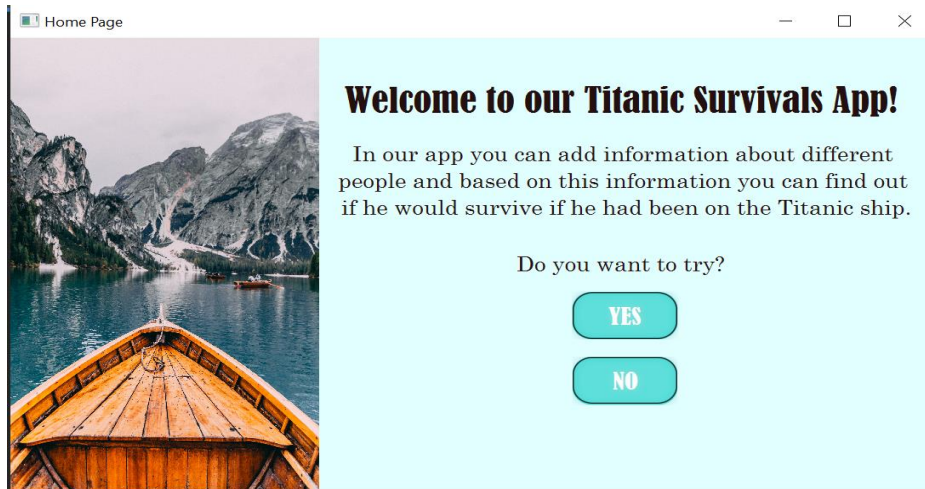 Home Page
Welcome to our Titanic Survivals App!
In our app you can add information about different
people and based on this information you can find out
if he would survive if he had been on the Titanic ship.
Do you want to try?
YES
NO